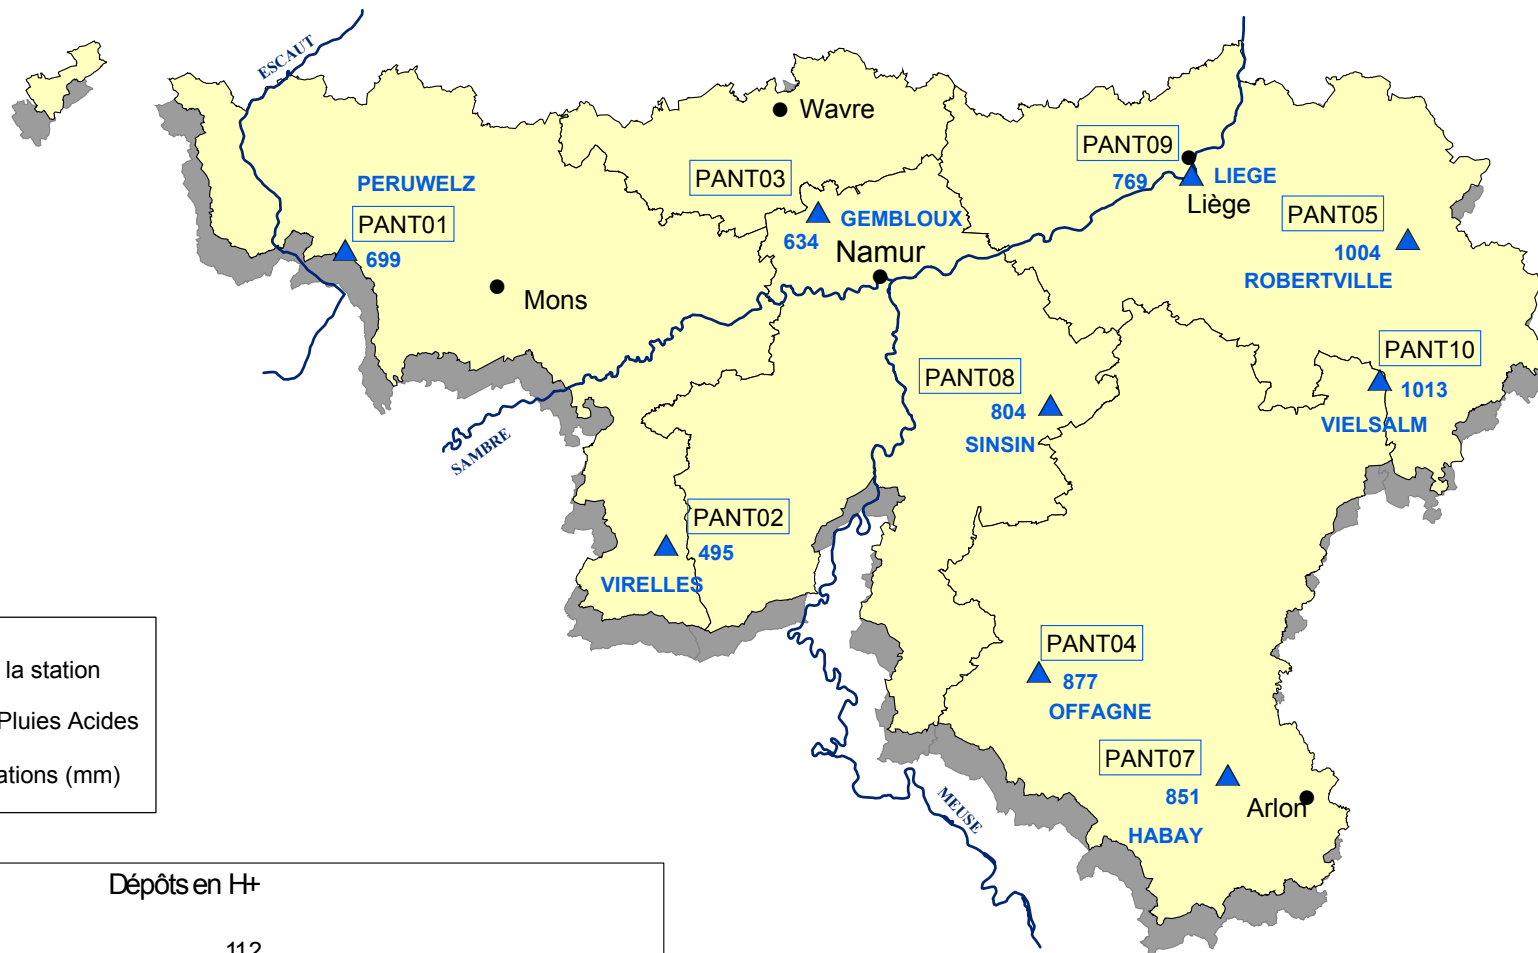 ESCAUT
Wavre
PANT09
PANT03
769
LIEGE
PERUWELZ
Liège
PANT01
GEMBLOUX
PANT05
634
1004
699
Namur
ROBERTVILLE
Mons
PANT10
PANT08
1013
804
VIELSALM
SINSIN
SAMBRE
PANT02
495
VIRELLES
PANT04
la station
877
OFFAGNE
Pluies Acides
PANT07
ations (mm)
851
Arlon
MEUSE
HABAY
Dépôts en H+
112